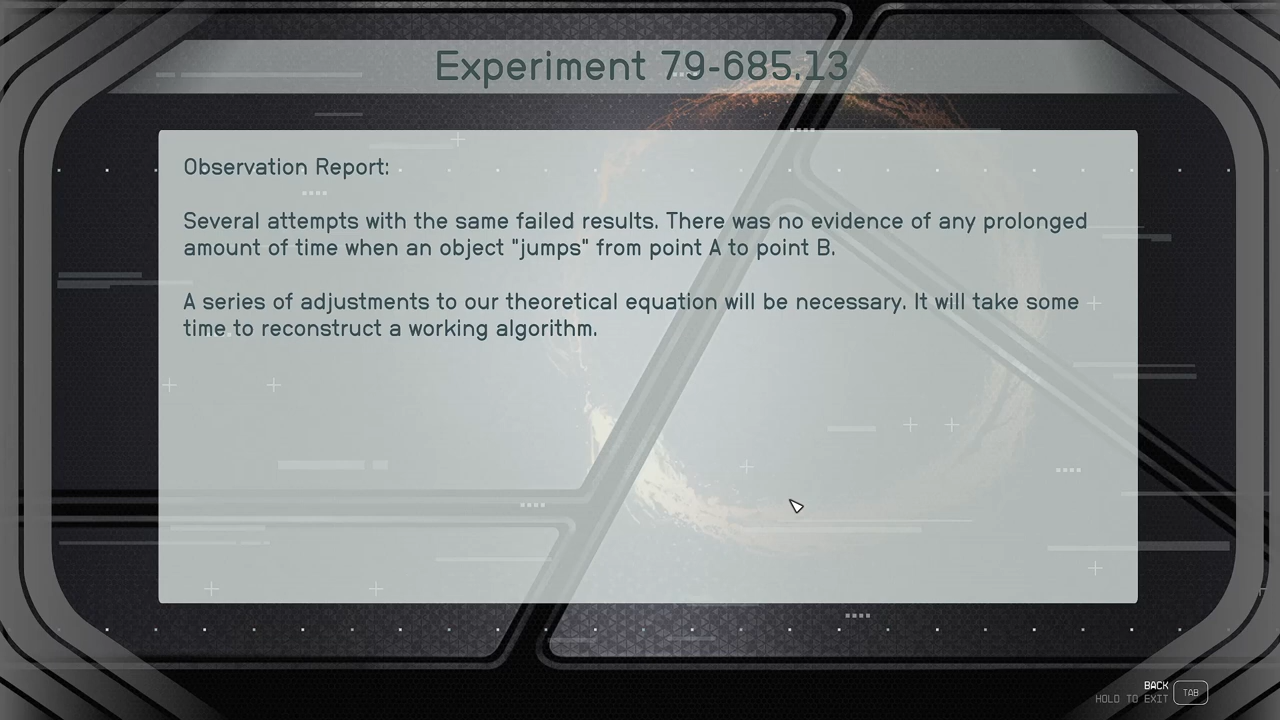 Experiment 79-685.13
Observation Report:
Several attempts with the same failed results. There was no evidence of any prolonged
amount of time when an object "jumps" from point A to point B.
A series of adjustments to our theoretical equation will be necessary. It will take some
time to reconstruct a working algorithm.
BACK
HOLD TO EXIT TAB